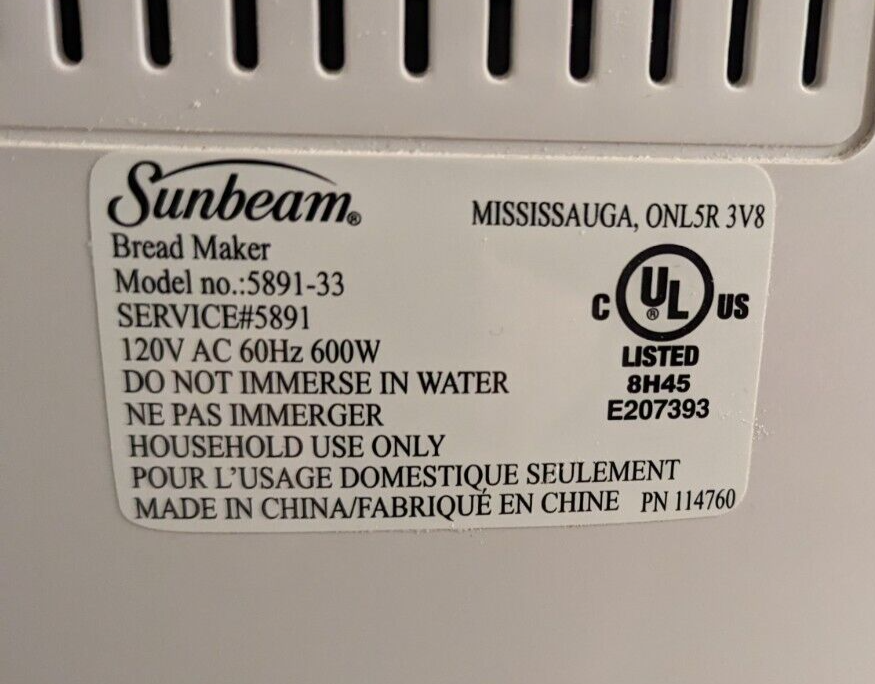 Sunbeam®
MISSISSAUGA, ONL5R 3V8
Bread Maker
Model no.:5891-33
SERVICE#5891
120V AC 60Hz 600W
DO NOT IMMERSE IN WATER
NE PAS IMMERGER
HOUSEHOLD USE ONLY
POUR L'USAGE DOMESTIQUE SEULEMENT
MADE IN CHINA/FABRIQUÉ EN CHINE PN 114760
C UL® US
LISTED
8H45
E207393